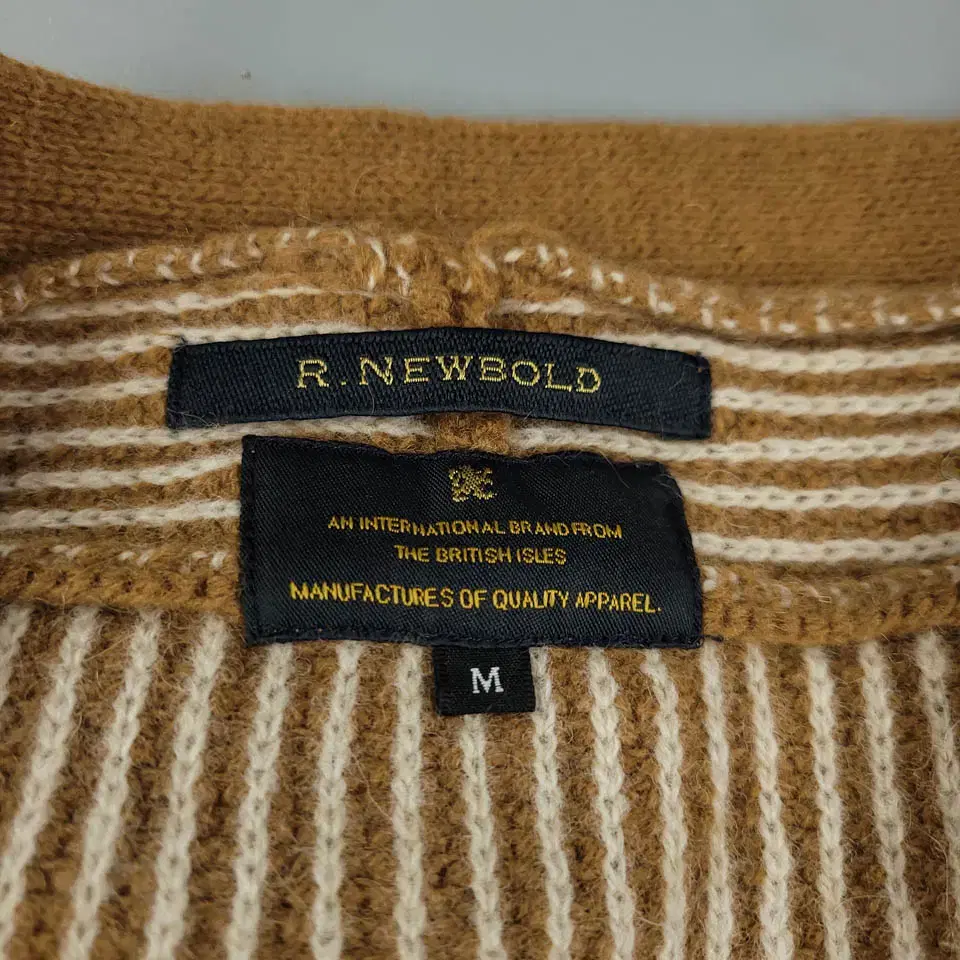 R. NEWBOLD
AN INTERNATIONAL BRAND FROM
THE BRITISH ISLES
MANUFACTURES OF QUALITY APPAREL.
M